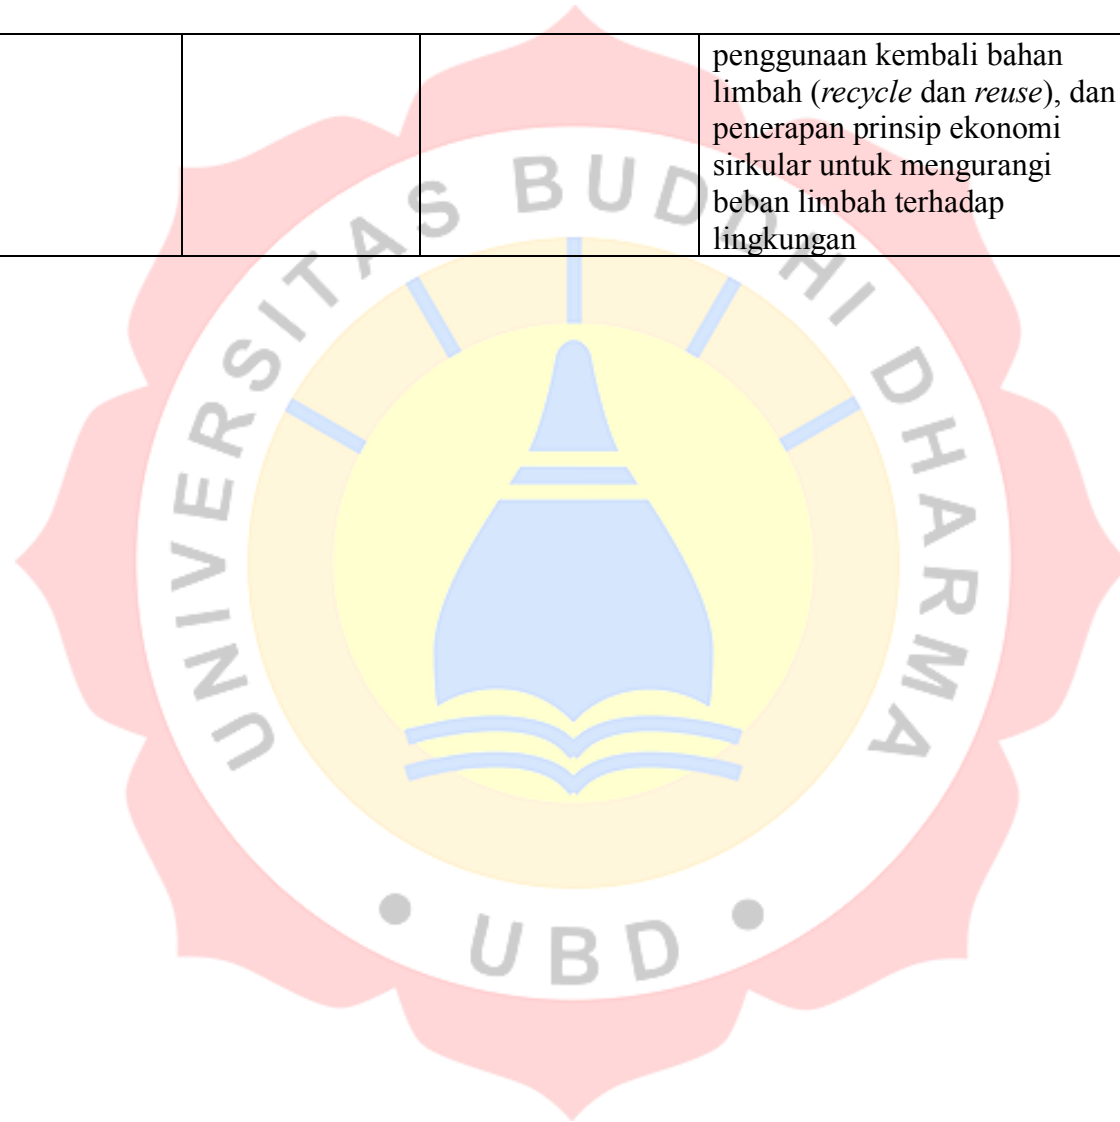 penggunaan kembali bahan
limbah (recycle dan reuse), dan
penerapan prinsip ekonomi
sirkular untuk mengurangi
beban limbah terhadap
lingkungan
UNIVERSITAS BUDDHI DHARMA
• UBD •